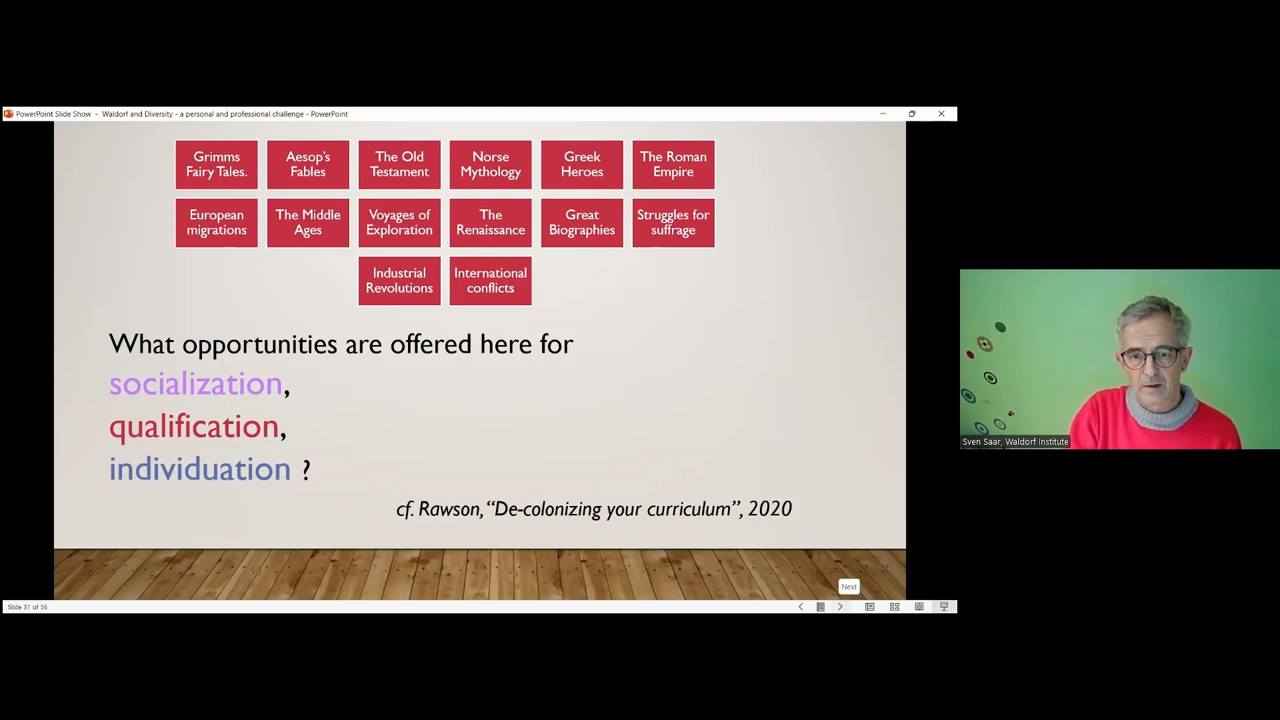 PowerPoint Slide Show - Waldorf and Diversity - a personal and professional challenge - PowerPoint
Grimms
Fairy Tales.
Aesop's
Fables
The Old
Testament
Norse
Mythology
Greek
Heroes
The Roman
Empire
European
migrations
The Middle
Ages
Voyages of
Exploration
The
Renaissance
Great
Biographies
Struggles for
suffrage
Industrial
Revolutions
International
conflicts
What opportunities are offered here for
socialization,
qualification,
individuation ?
cf. Rawson, “De-colonizing your curriculum”, 2020
Sven Saar, Waldorf Institute
Next
Slide 31 of 56